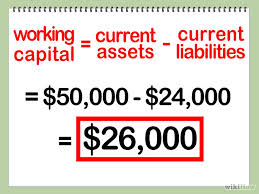 working capital = current assets - current liabilities
= $50,000 - $24,000
= $26,000
wikiHow